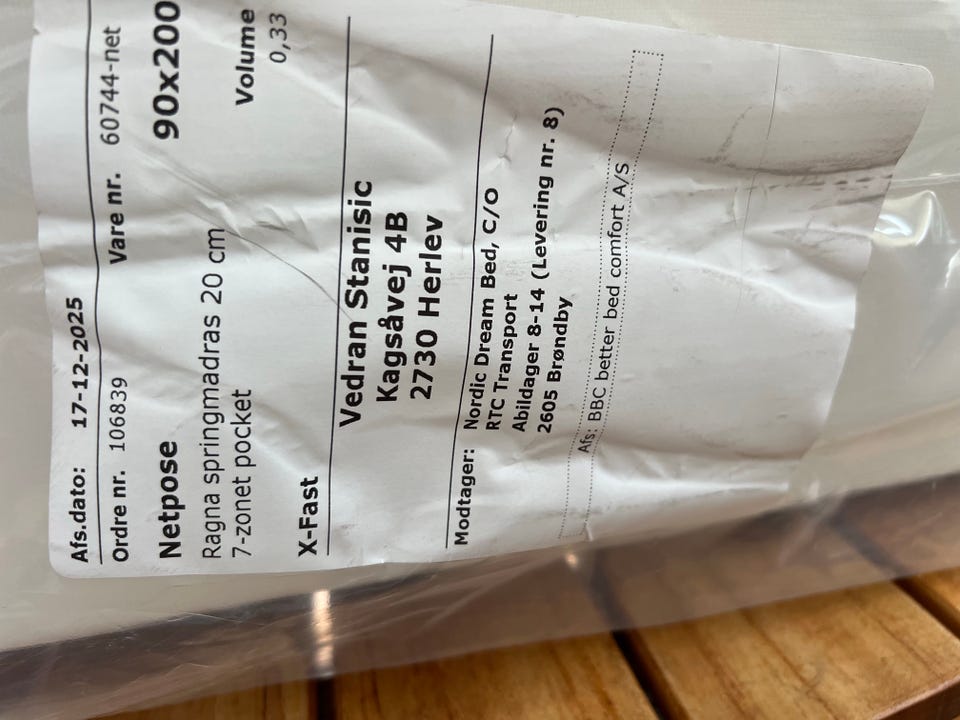 Afs.dato: 17-12-2025
Ordre nr. 106839 Vare nr. 60744-net
Netpose 90x200
Ragna springmadras 20 cm Volume
7-zonet pocket 0,33
X-Fast
Vedran Stanisic
Kagsåvej 4B
2730 Herlev
Modtager: Nordic Dream Bed, C/O
RTC Transport
Abildager 8-14 (Levering nr. 8)
2605 Brøndby
Afs: BBC better bed comfort A/S